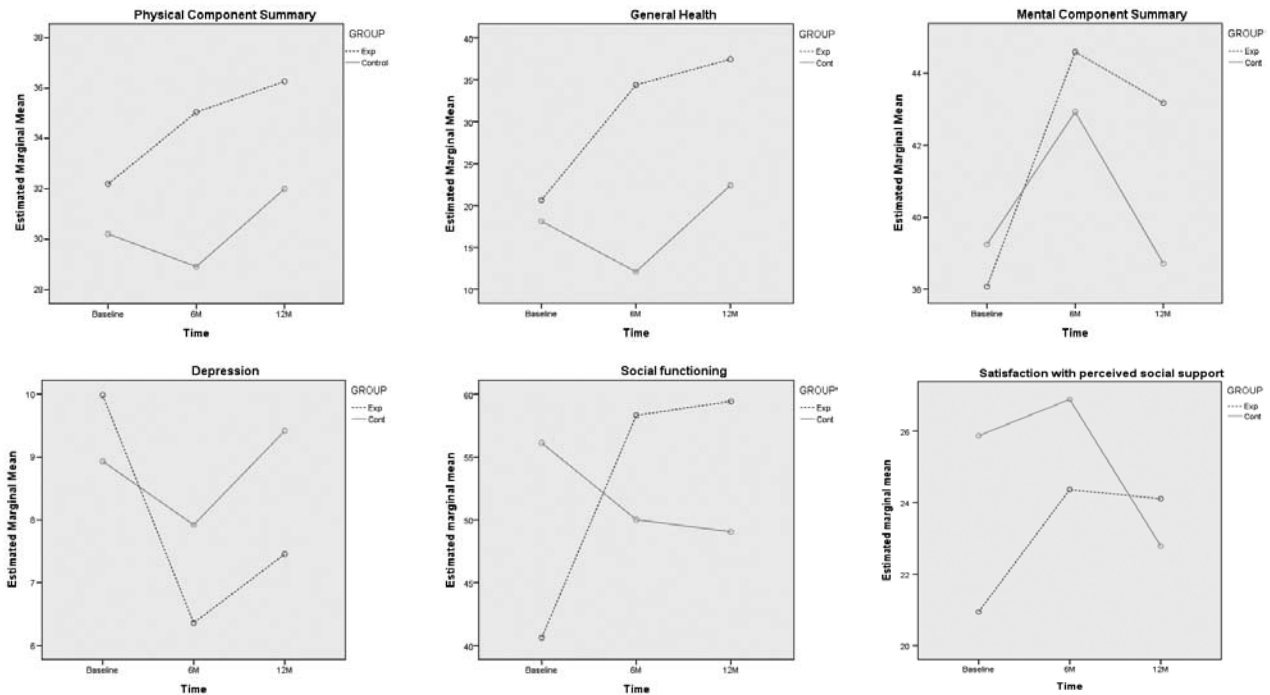 Physical Component Summary
GROUP
Exp
Control
Estimated Marginal Mean
38
36
34
32
30
28
Baseline
6M
12M
Time
General Health
GROUP
Exp
Cont
Estimated Marginal Mean
40
35
30
25
20
15
10
Baseline
6M
12M
Time
Mental Component Summary
GROUP
Exp
Cont
Estimated Marginal Mean
44
42
40
38
Baseline
6M
12M
Time
Depression
GROUP
Exp
Cont
Estimated Marginal Mean
10
9
8
7
6
Baseline
6M
12M
Time
Social functioning
GROUP
Exp
Cont
Estimated marginal mean
60
55
50
45
40
Baseline
6M
12M
Time
Satisfaction with perceived social support
GROUP
Exp
Cont
Estimated marginal mean
26
24
22
20
Baseline
6M
12M
Time